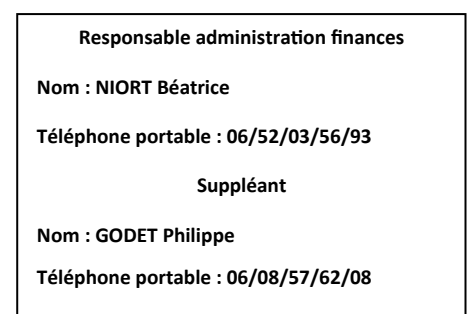 Responsable administration finances
Nom : NIORT Béatrice
Téléphone portable : 06/52/03/56/93
Suppléant
Nom : GODET Philippe
Téléphone portable : 06/08/57/62/08